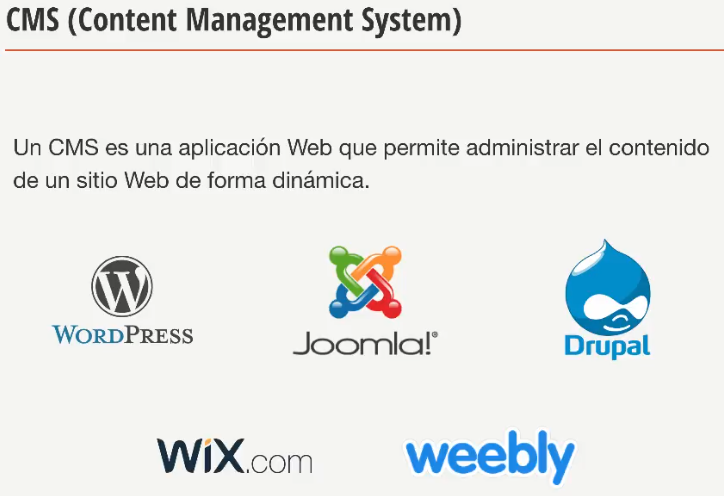 CMS (Content Management System)
Un CMS es una aplicación Web que permite administrar el contenido
de un sitio Web de forma dinámica.
WORDPRESS
Joomla!®
Drupal
WiX.com
weebly